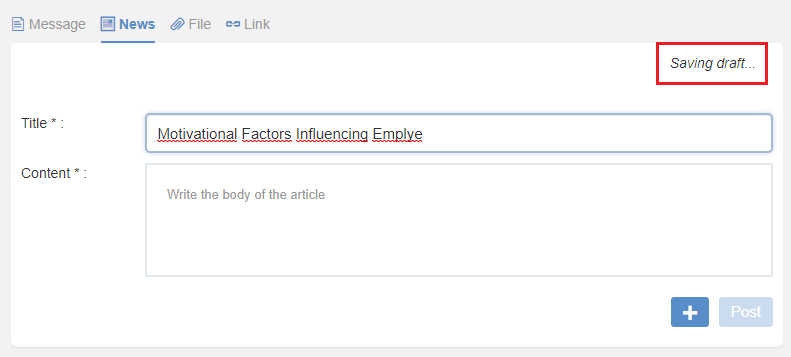 Message News File Link
Saving draft...
Title * :
Motivational Factors Influencing Emplye
Content * :
Write the body of the article
+ Post